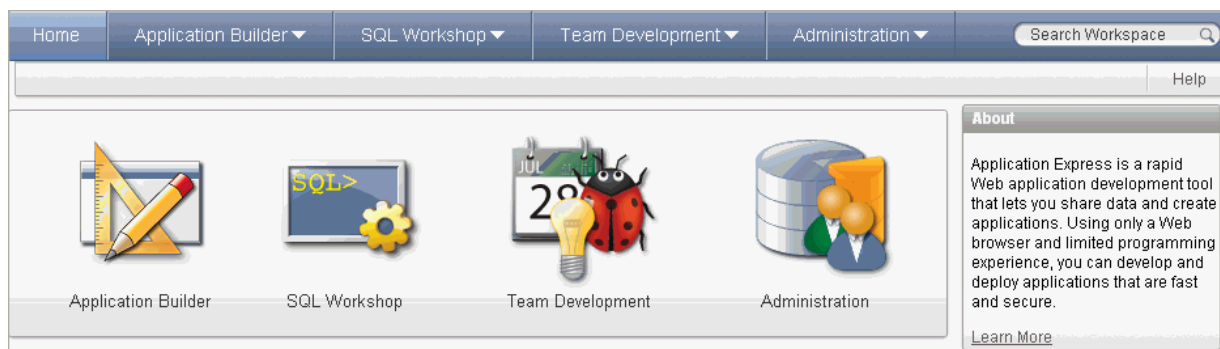 Home
Application Builder
SQL Workshop
Team Development
Administration
Search Workspace
Help
SQL>
JUL
28
Application Builder
SQL Workshop
Team Development
Administration
About
Application Express is a rapid
Web application development tool
that lets you share data and create
applications. Using only a Web
browser and limited programming
experience, you can develop and
deploy applications that are fast
and secure.
Learn More